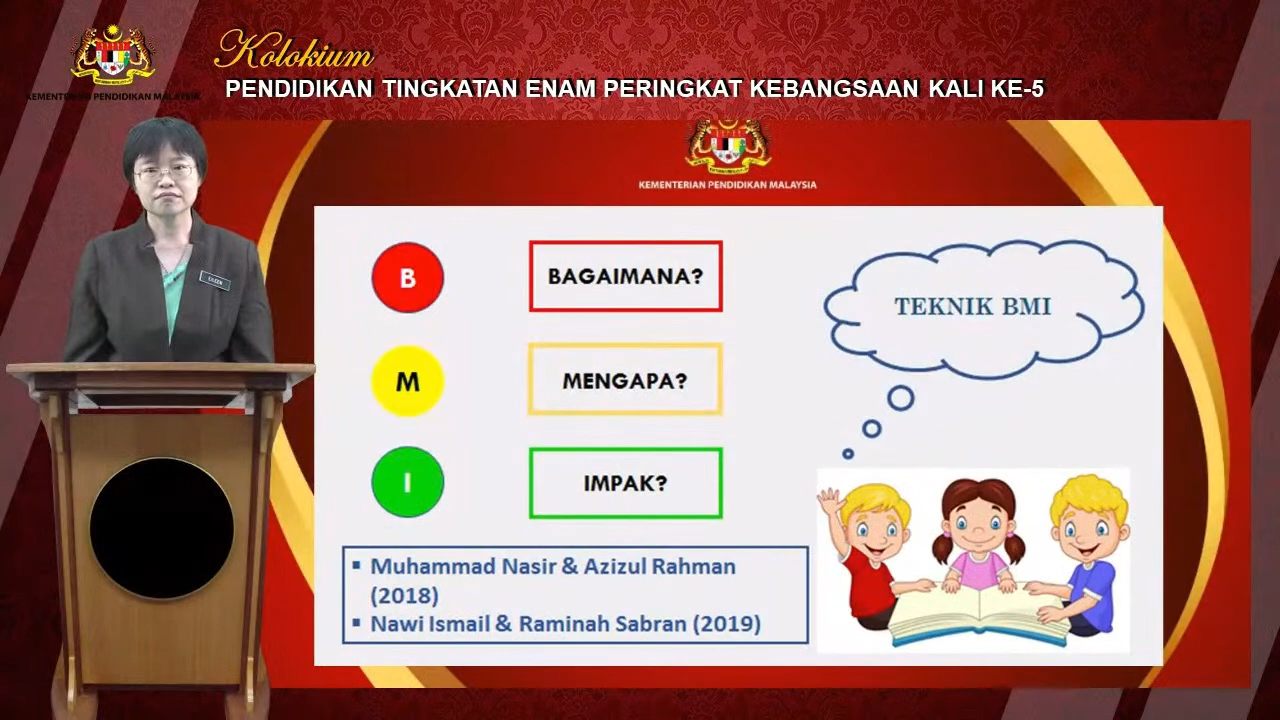 Kolokium
PENDIDIKAN TINGKATAN ENAM PERINGKAT KEBANGSAAN KALI KE-5
KEMENTERIAN PENDIDIKAN MALAYSIA
KEMENTERIAN PENDIDIKAN MALAYSIA
EILEEN
B
BAGAIMANA?
M
MENGAPA?
I
IMPAK?
TEKNIK BMI
▪ Muhammad Nasir & Azizul Rahman
(2018)
▪ Nawi Ismail & Raminah Sabran (2019)